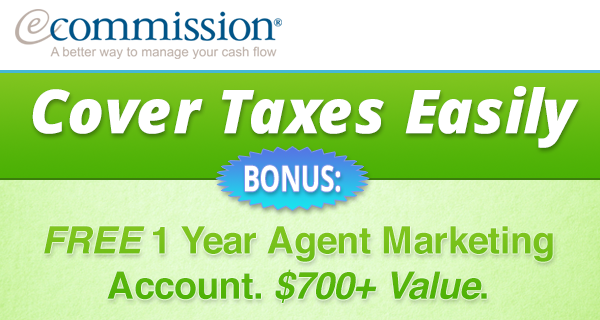 ecommission®
A better way to manage your cash flow
Cover Taxes Easily
BONUS:
FREE 1 Year Agent Marketing
Account. $700+ Value.